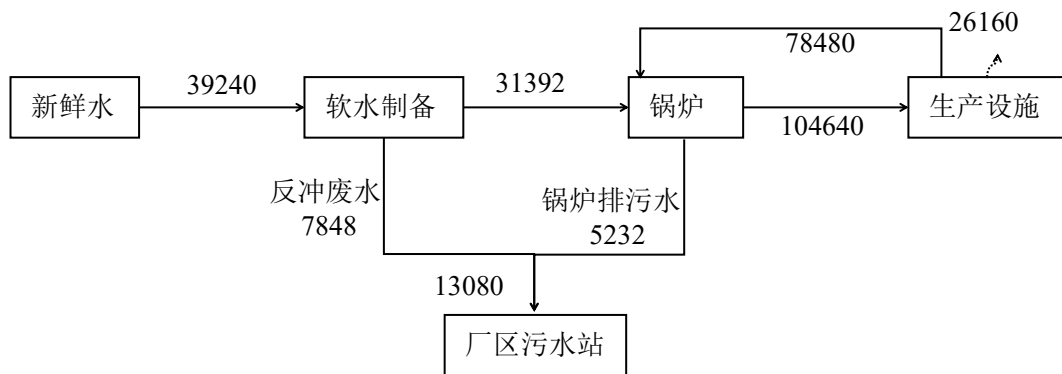 26160
78480
39240
31392
新鲜水
软水制备
锅炉
生产设施
104640
反冲废水
7848
锅炉排污水
5232
13080
厂区污水站